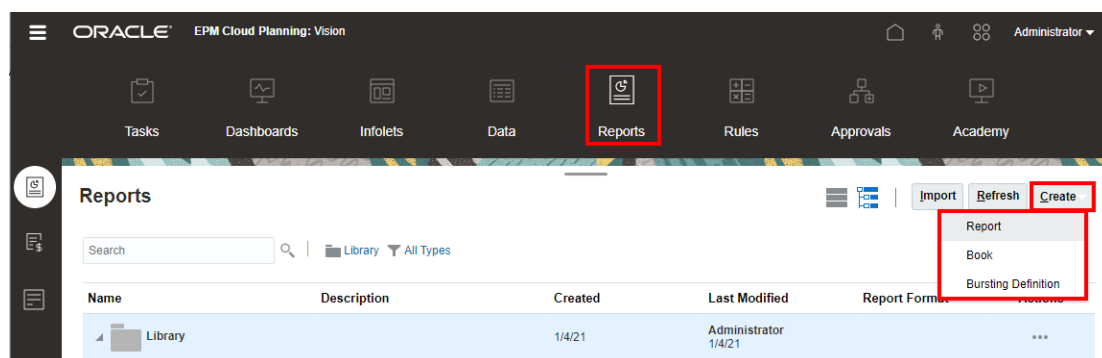 ORACLE® EPM Cloud Planning: Vision Administrator
Tasks Dashboards Infolets Data Reports Rules Approvals Academy
Reports Import Refresh Create
Report
Search Library All Types
Book
Bursting Definition
Name Description Created Last Modified Report Format Actions
Library 1/4/21 Administrator
1/4/21